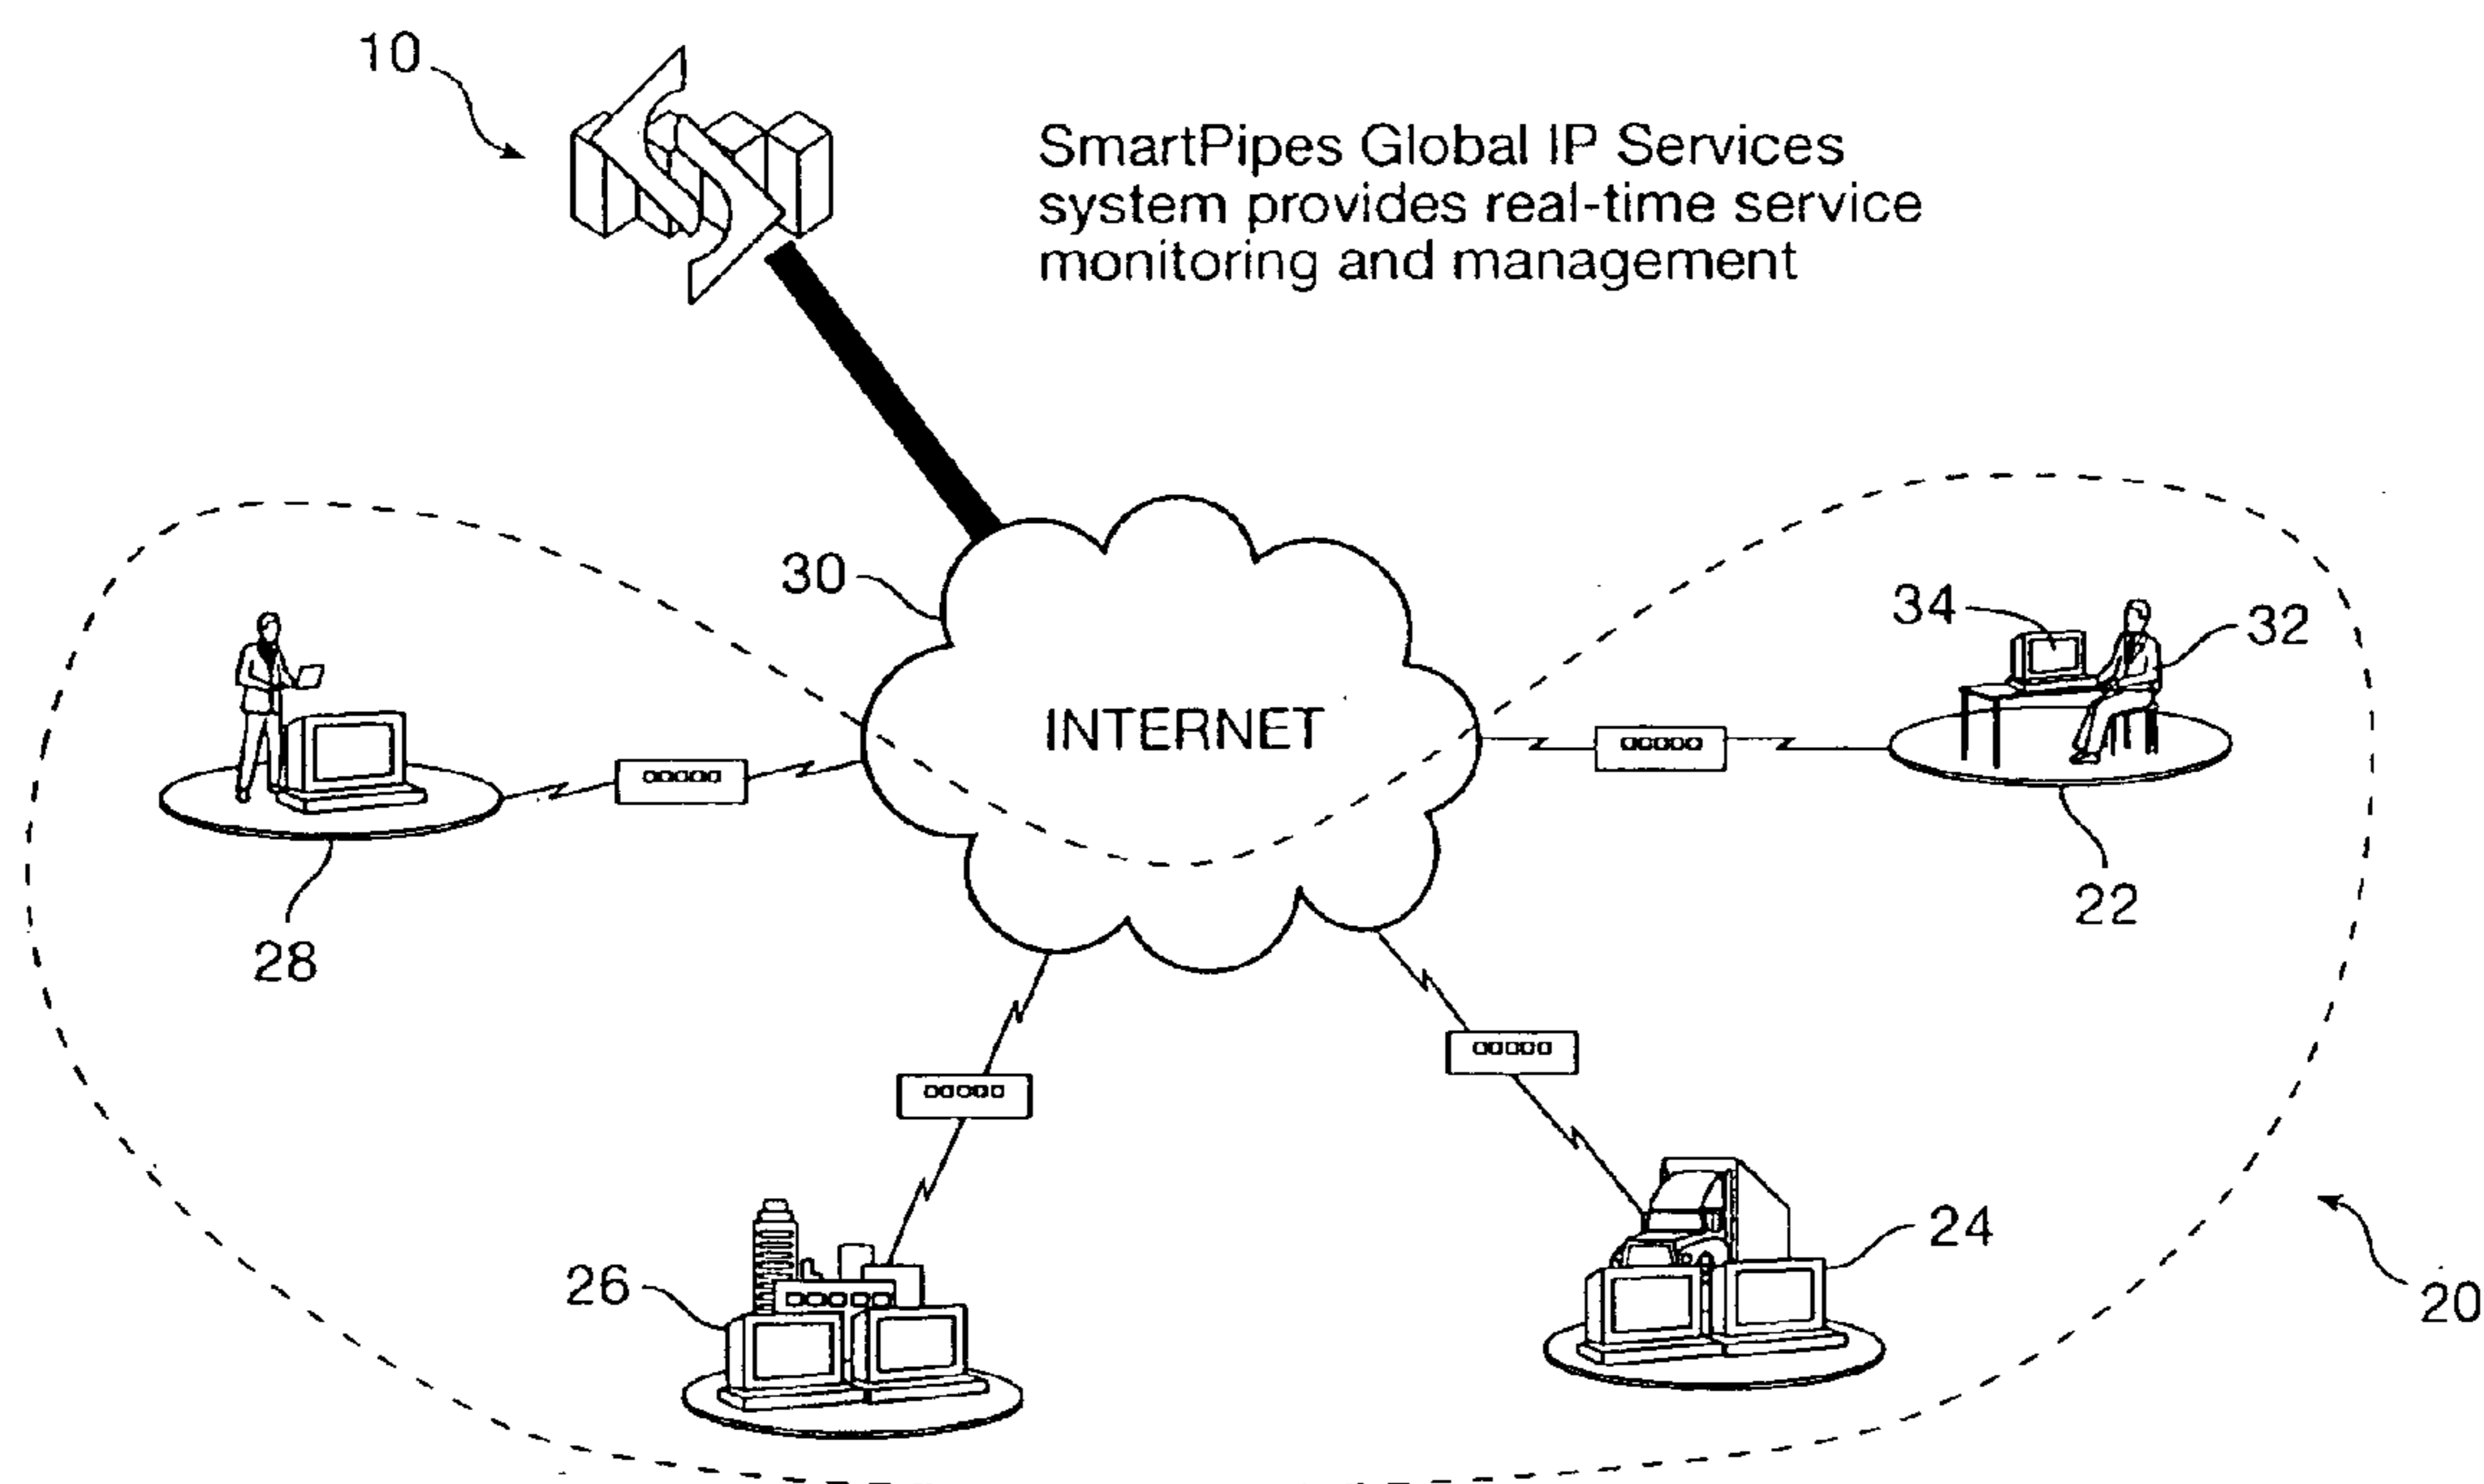 10
SmartPipes Global IP Services
system provides real-time service
monitoring and management
30
34
32
INTERNET
22
28
24
26
20